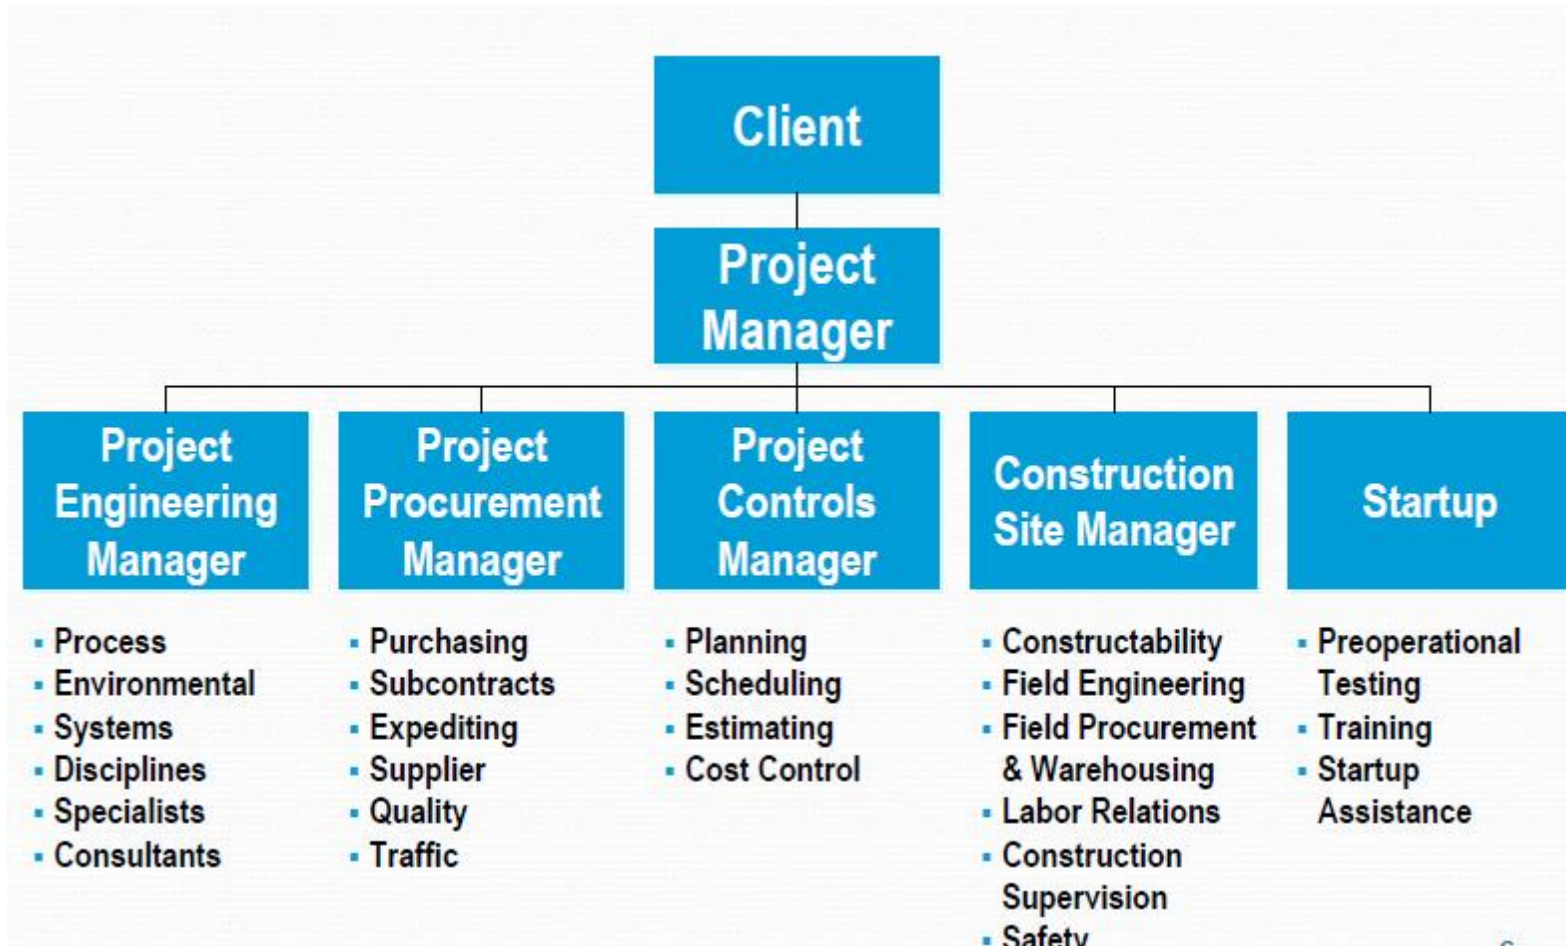 Client
Project
Manager
Project
Engineering
Manager
Project
Procurement
Manager
Project
Controls
Manager
Construction
Site Manager
Startup
▪ Process
▪ Environmental
▪ Systems
▪ Disciplines
▪ Specialists
▪ Consultants
▪ Purchasing
▪ Subcontracts
▪ Expediting
▪ Supplier
▪ Quality
▪ Traffic
▪ Planning
▪ Scheduling
▪ Estimating
▪ Cost Control
▪ Constructability
▪ Field Engineering
▪ Field Procurement
& Warehousing
▪ Labor Relations
▪ Construction
Supervision
▪ Safety
▪ Preoperational
Testing
▪ Training
▪ Startup
Assistance